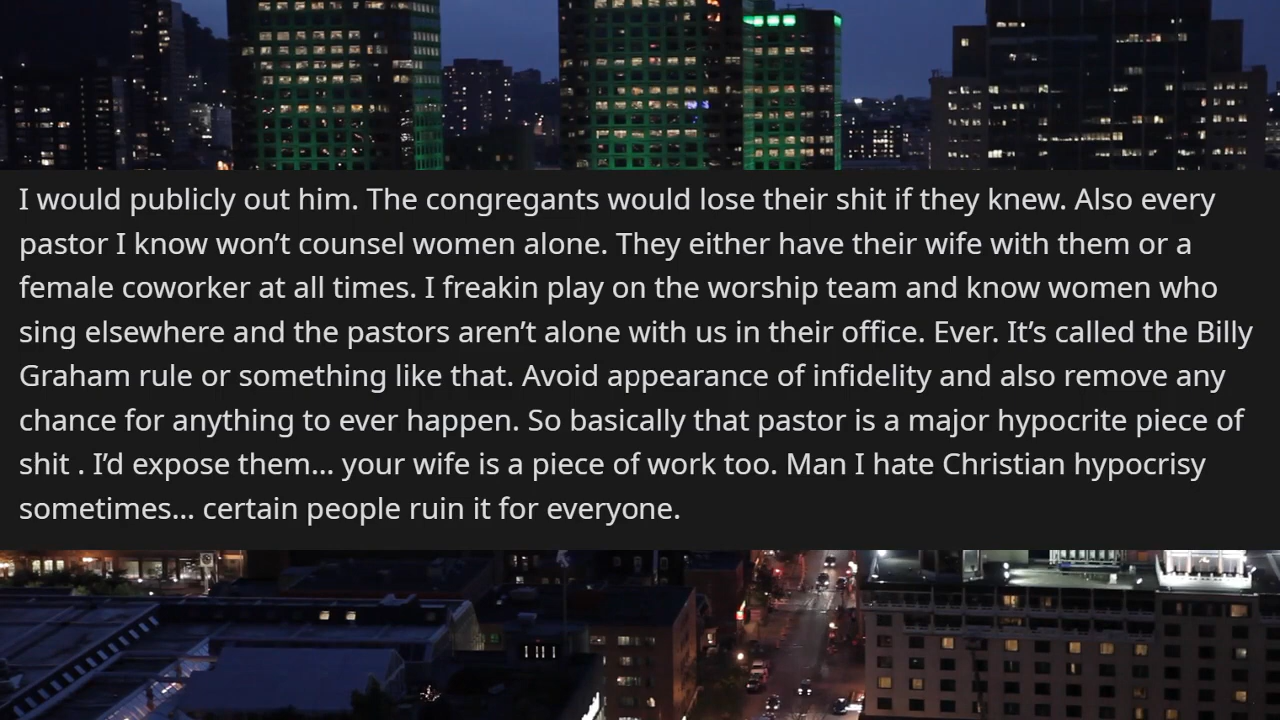 I would publicly out him. The congregants would lose their shit if they knew. Also every
pastor I know won’t counsel women alone. They either have their wife with them or a
female coworker at all times. I freakin play on the worship team and know women who
sing elsewhere and the pastors aren’t alone with us in their office. Ever. It’s called the Billy
Graham rule or something like that. Avoid appearance of infidelity and also remove any
chance for anything to ever happen. So basically that pastor is a major hypocrite piece of
shit . I’d expose them... your wife is a piece of work too. Man I hate Christian hypocrisy
sometimes... certain people ruin it for everyone.